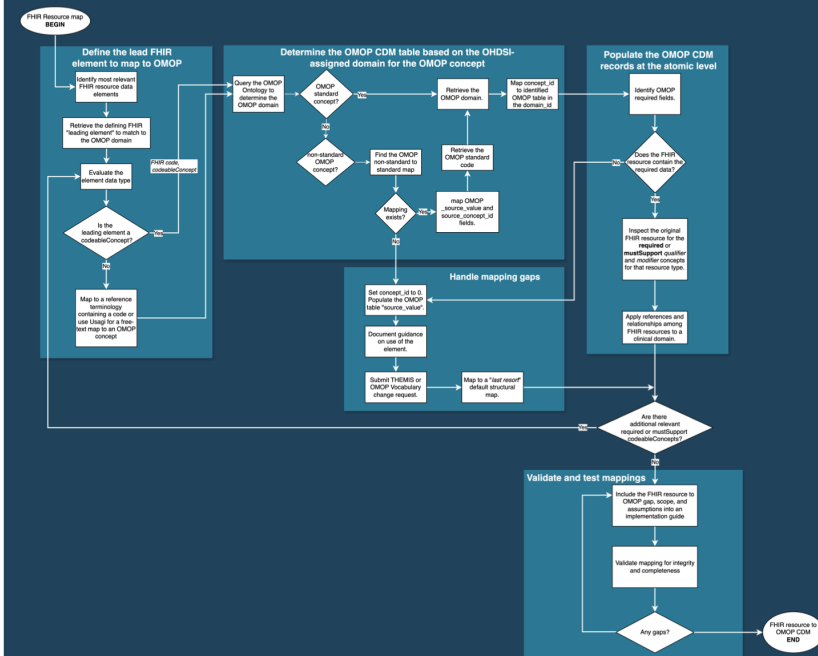 FHIR Resource map
BEGIN
Define the lead FHIR
element to map to OMOP
Identify most relevant
FHIR resource data
elements
Retrieve the defining FHIR
"leading element" to match to
the OMOP domain
Evaluate the
element data type
Is the
leading element a
codeableConcept?
Yes
No
Map to a reference
terminology
containing a code or
use Usagi for a free-
text map to an OMOP
concept
FHIR code,
codeableConcept
Determine the OMOP CDM table based on the OHDSI-
assigned domain for the OMOP concept
Query the OMOP
Ontology to
determine the
OMOP domain
OMOP
standard
concept?
Yes
No
Retrieve the
OMOP domain.
Map concept_id
to identified
OMOP table in
the domain_id
non-standard
OMOP
concept?
Find the OMOP
non-standard to
standard map
Retrieve the
OMOP standard
code
Mapping
exists?
Yes
No
map OMOP
_source_value and
source_concept_id
fields.
Handle mapping gaps
Set concept_id to 0.
Populate the OMOP
table "source_value".
Document guidance
on use of the
element.
Submit THEMIS or
OMOP Vocabulary
change request.
Map to a "last resort"
default structural
map.
Populate the OMOP CDM
records at the atomic level
Identify OMOP
required fields.
Does the FHIR
resource contain the
required data?
No
Yes
Inspect the original
FHIR resource for the
required or
mustSupport qualifier
and modifier concepts
for that resource type.
Apply references and
relationships among
FHIR resources to a
clinical domain.
Are there
additional relevant
required or mustSupport
codeableConcepts?
Yes
No
Validate and test mappings
Include the FHIR resource to
OMOP gap, scope, and
assumptions into an
implementation guide
Validate mapping for integrity
and completeness
Any gaps?
FHIR resource to
OMOP CDM
END